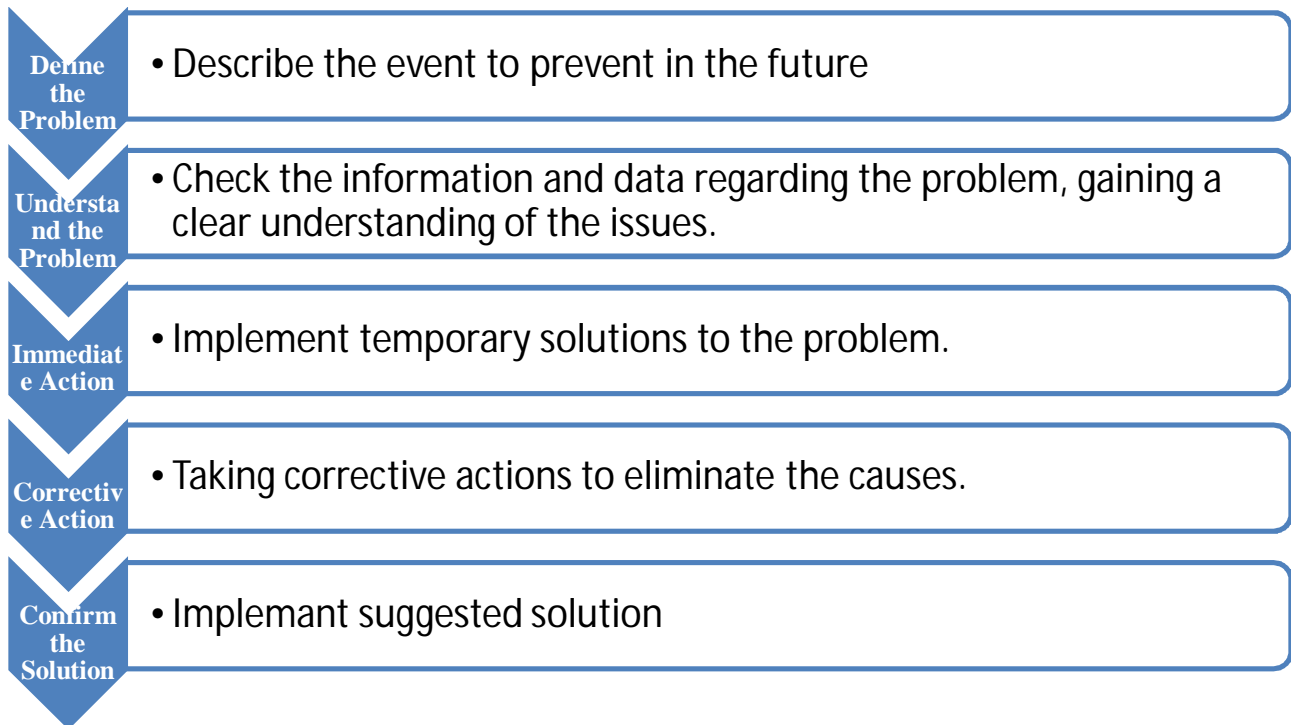 Define
the
Problem
• Describe the event to prevent in the future
Understa
nd the
Problem
• Check the information and data regarding the problem, gaining a
clear understanding of the issues.
Immediat
e Action
• Implement temporary solutions to the problem.
Correctiv
e Action
• Taking corrective actions to eliminate the causes.
Confirm
the
Solution
• Implemant suggested solution